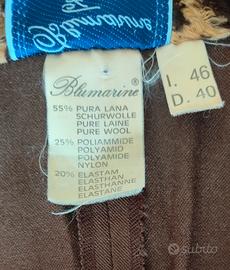 Blumarine
Blumarine
I. 46
D. 40
55% PURA LANA
SCHURWOLLE
PURE LAINE
PURE WOOL
25% POLIAMMIDE
POLYAMID
POLYAMIDE
NYLON
20% ELASTAM
ELASTHAN
ELASTHANNE
ELASTANE
subito